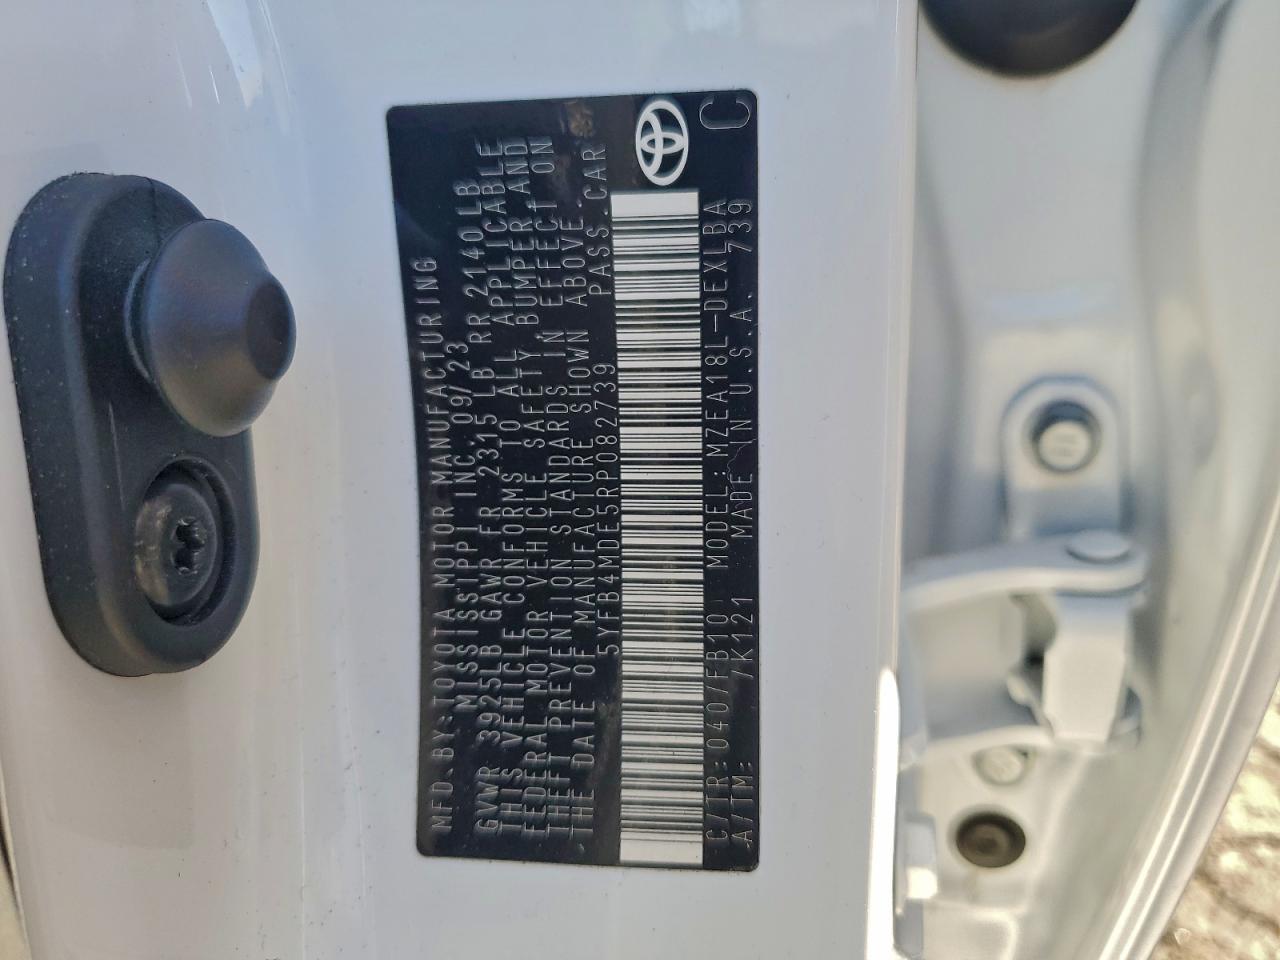 MFD. BY: TOYOTA MOTOR MANUFACTURING
MISSISSIPPI INC. 09/23
GVWR 3925LB GAWR FR 2315 LB RR 2140LB
THIS VEHICLE CONFORMS TO ALL APPLICABLE
FEDERAL MOTOR VEHICLE SAFETY, BUMPER, AND
THEFT PREVENTION STANDARDS IN EFFECT ON
THE DATE OF MANUFACTURE SHOWN ABOVE.
5YFB4MDE5RP082739 PASS. CAR
C/TR: 040/FB10 MODEL: MZEA18L-DEXLBA
A/TM: /K121 MADE IN U.S.A. 739
C